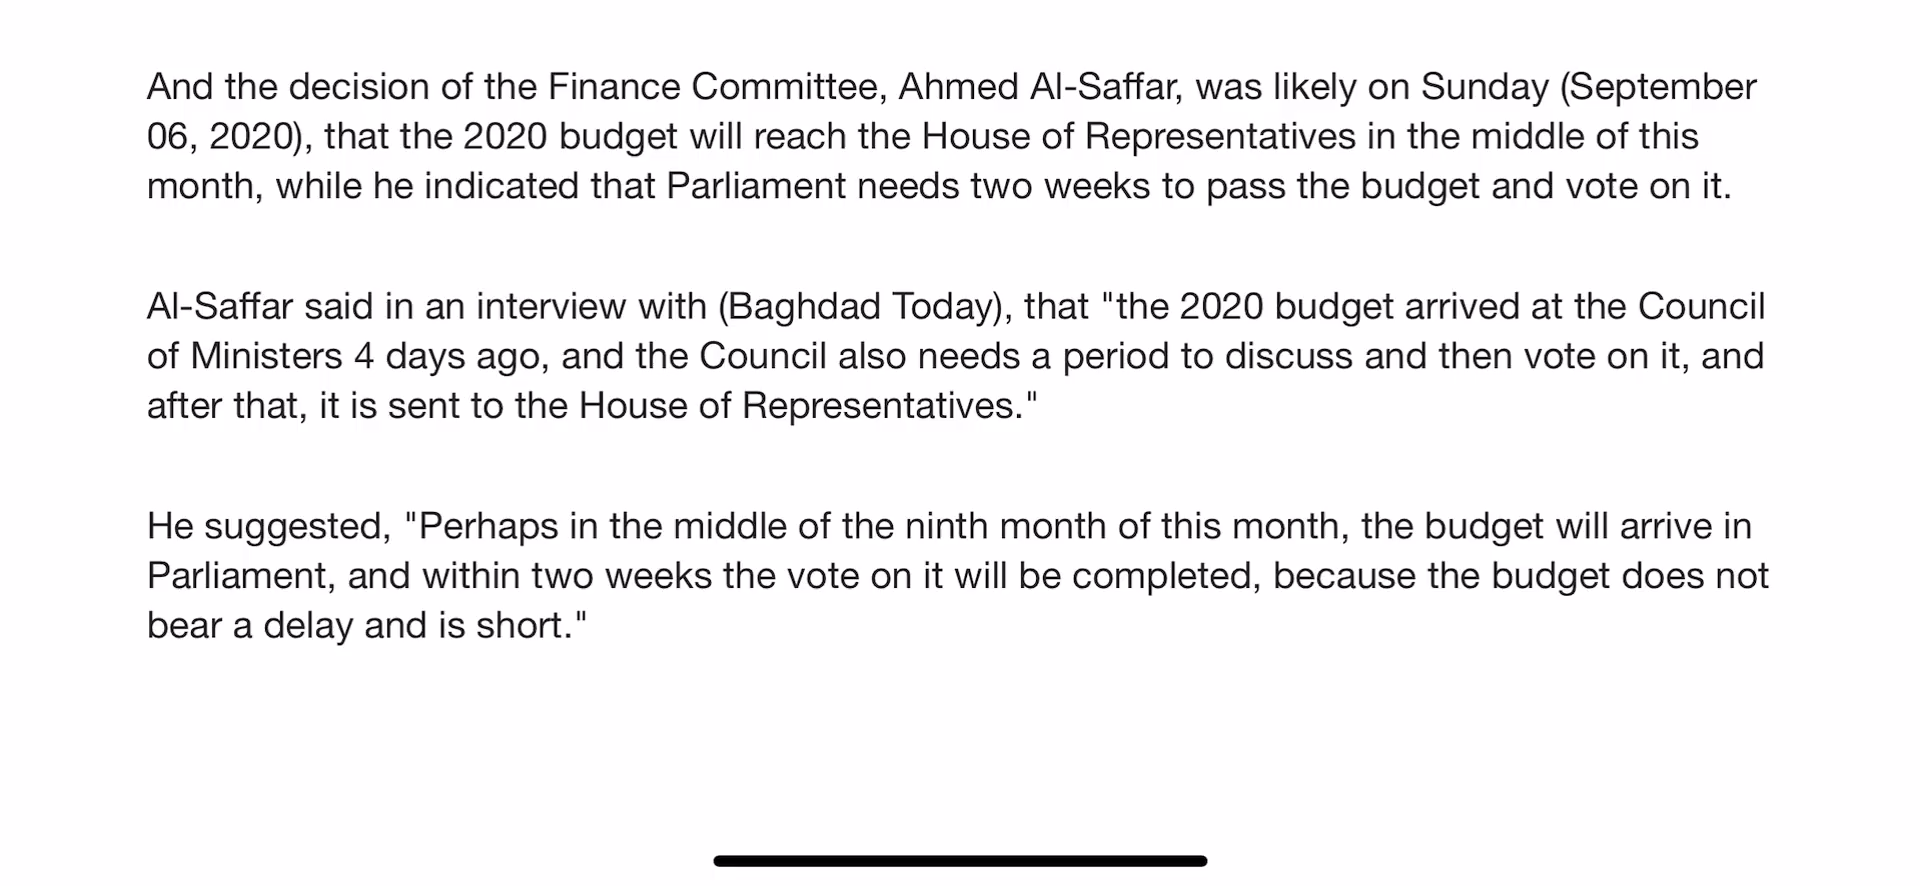 And the decision of the Finance Committee, Ahmed Al-Saffar, was likely on Sunday (September
06, 2020), that the 2020 budget will reach the House of Representatives in the middle of this
month, while he indicated that Parliament needs two weeks to pass the budget and vote on it.
Al-Saffar said in an interview with (Baghdad Today), that "the 2020 budget arrived at the Council
of Ministers 4 days ago, and the Council also needs a period to discuss and then vote on it, and
after that, it is sent to the House of Representatives."
He suggested, "Perhaps in the middle of the ninth month of this month, the budget will arrive in
Parliament, and within two weeks the vote on it will be completed, because the budget does not
bear a delay and is short."